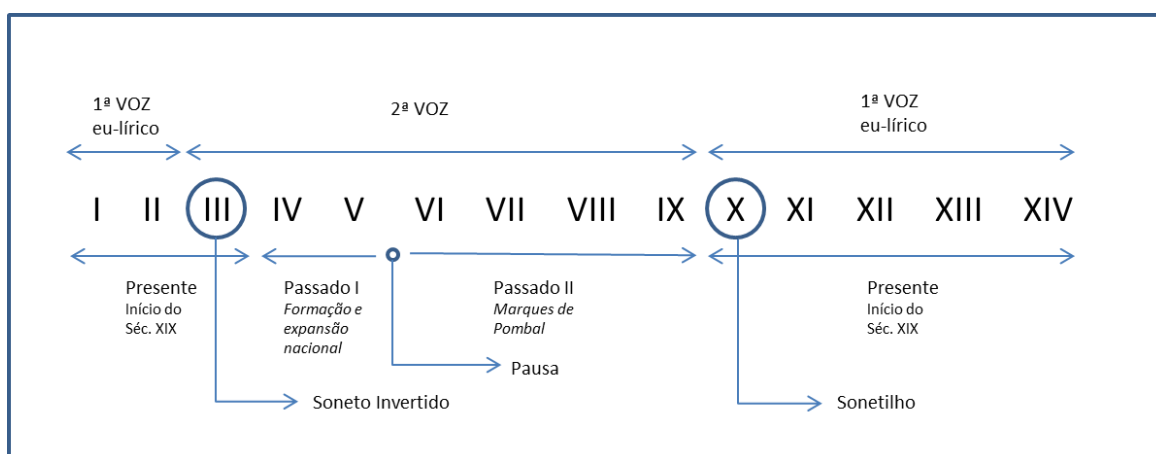 1ª VOZ
eu-lírico
2ª VOZ
1ª VOZ
eu-lírico
I II III IV V VI VII VIII IX X XI XII XIII XIV
Presente
Início do
Séc. XIX
Passado I
Formação e
expansão
nacional
Passado II
Marques de
Pombal
Presente
Início do
Séc. XIX
Pausa
Soneto Invertido
Sonetilho